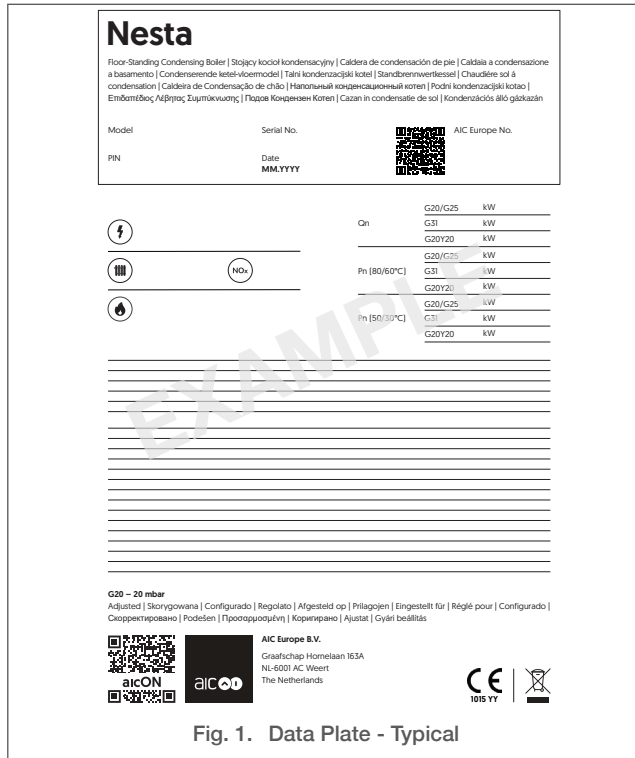 Nesta
Floor-Standing Condensing Boiler | Stojący kocioł kondensacyjny | Caldera de condensación de pie | Caldaia a condensazione
a basamento | Condenserende ketel-vloermodel | Talni kondenzacijski kotel | Standbrennwertkessel | Chaudiére sol á
condensation | Caldeira de Condensação de chão | Напольный конденсационный котел | Podni kondenzacijski kotao |
Επιδαπέδιος Λέβητας Συμπύκνωσης | Подов Кондензен Котел | Cazan in condensatie de sol | Kondenzációs álló gázkazán
Model Serial No. AIC Europe No.
PIN Date
MM.YYYY
G20/G25 kW
Qn G31 kW
G20Y20 kW
G20/G25 kW
NOx Pn (80/60°C) G31 kW
G20Y20 kW
G20/G25 kW
Pn (50/30°C) G31 kW
G20Y20 kW
EXAMPLE
G20 – 20 mbar
Adjusted | Skorygowana | Configurado | Regolato | Afgesteld op | Prilagojen | Eingestellt für | Réglé pour | Configurado |
Скорректировано | Podešen | Προσαρμοσμένη | Коригирано | Ajustat | Gyári beállítás
AIC Europe B.V.
Graafschap Hornelaan 163A
NL-6001 AC Weert
The Netherlands
aicON
aic
CE
1015 YY
Fig. 1. Data Plate - Typical